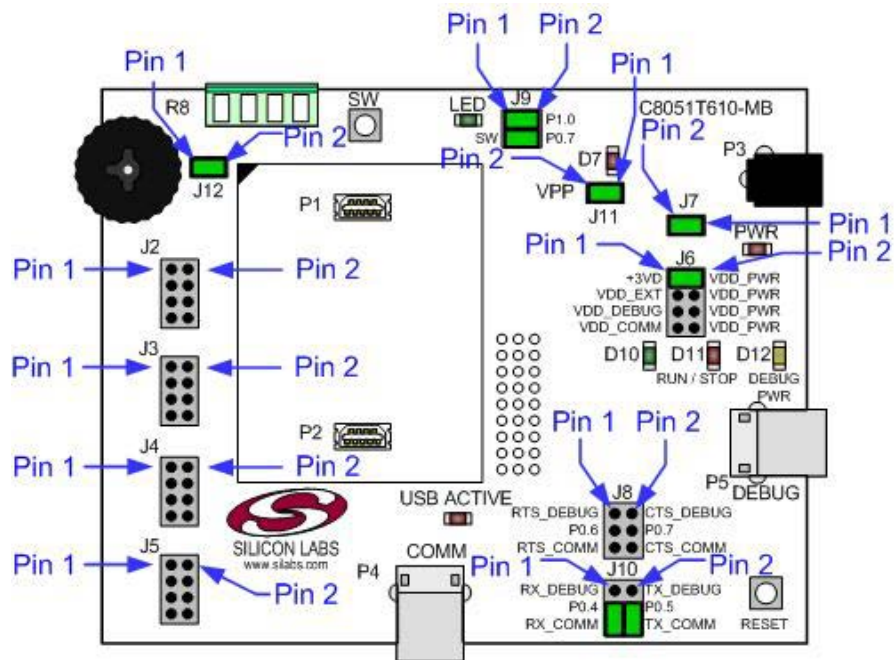 Pin 1
Pin 2
Pin 1
Pin 1
R8
SW
LED
J9
C8051T610-MB
P1.0
Pin 2
SW
P0.7
Pin 2
Pin 2
D7
P3
J12
VPP
J11
P1
J7
Pin 1
J2
Pin 1
PWR
Pin 2
Pin 1
Pin 2
J6
+3VD
VDD_PWR
VDD_EXT
VDD_PWR
VDD_DEBUG
VDD_PWR
VDD_COMM
VDD_PWR
J3
D10
D11
D12
Pin 1
Pin 2
RUN / STOP
DEBUG
PWR
Pin 1
Pin 2
P2
J4
Pin 1
Pin 2
P5
DEBUG
J8
USB ACTIVE
RTS_DEBUG
CTS_DEBUG
P0.6
P0.7
RTS_COMM
CTS_COMM
SILICON LABS
www.silabs.com
COMM
J5
Pin 1
Pin 2
P4
Pin 1
J10
Pin 2
RX_DEBUG
TX_DEBUG
P0.4
P0.5
RX_COMM
TX_COMM
RESET